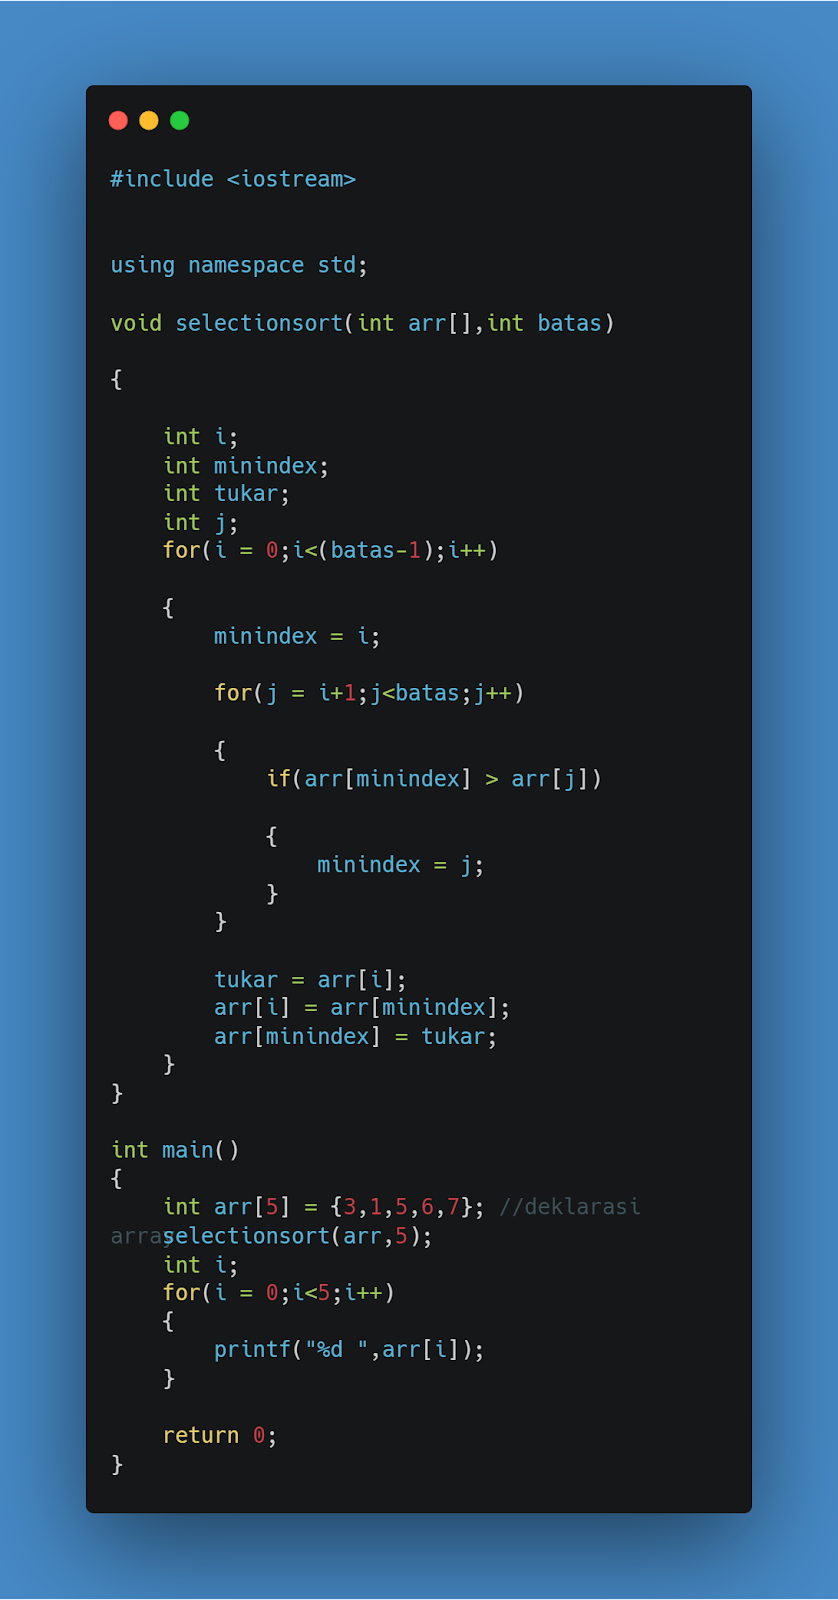 #include <iostream>
using namespace std;
void selectionsort(int arr[],int batas)
{
    int i;
    int minindex;
    int tukar;
    int j;
    for(i = 0;i<(batas-1);i++)
    {
        minindex = i;
        for(j = i+1;j<batas;j++)
        {
            if(arr[minindex] > arr[j])
            {
                minindex = j;
            }
        }
        tukar = arr[i];
        arr[i] = arr[minindex];
        arr[minindex] = tukar;
    }
}
int main()
{
    int arr[5] = {3,1,5,6,7}; //deklarasi
array
    selectionsort(arr,5);
    int i;
    for(i = 0;i<5;i++)
    {
        printf("%d ",arr[i]);
    }
    return 0;
}